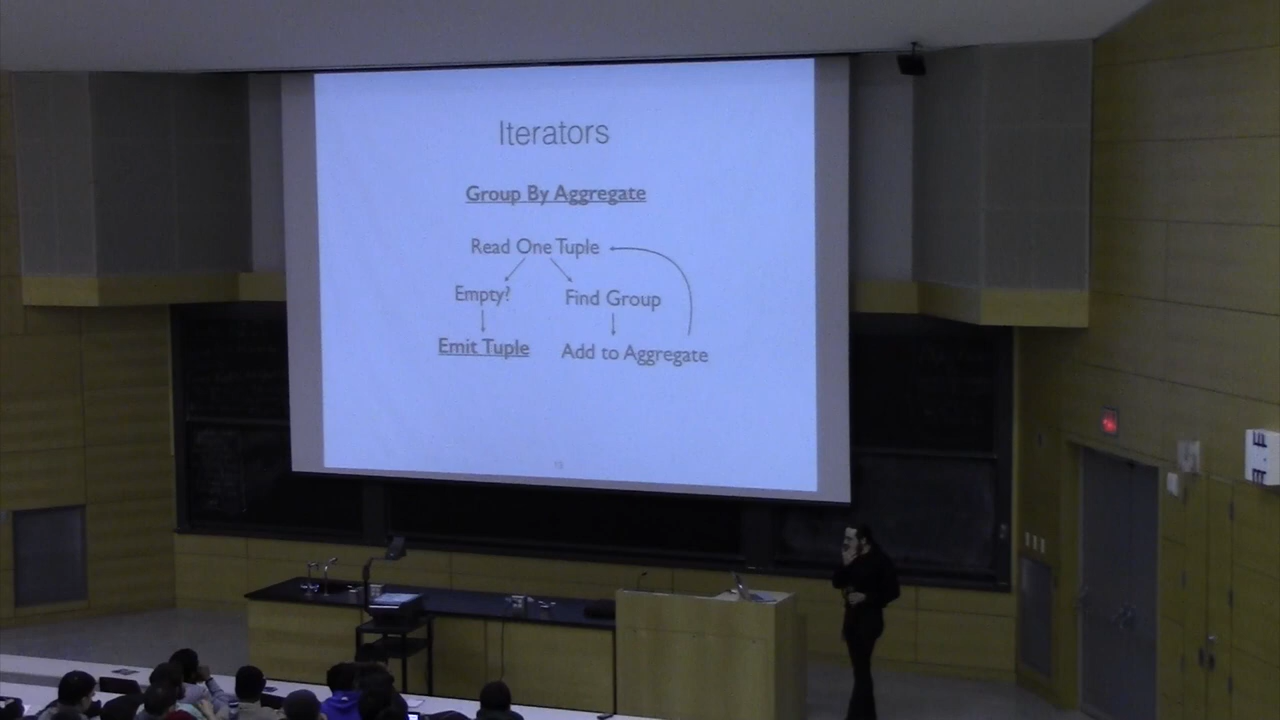 Iterators
Group By Aggregate
Read One Tuple
Empty?
Find Group
Emit Tuple
Add to Aggregate